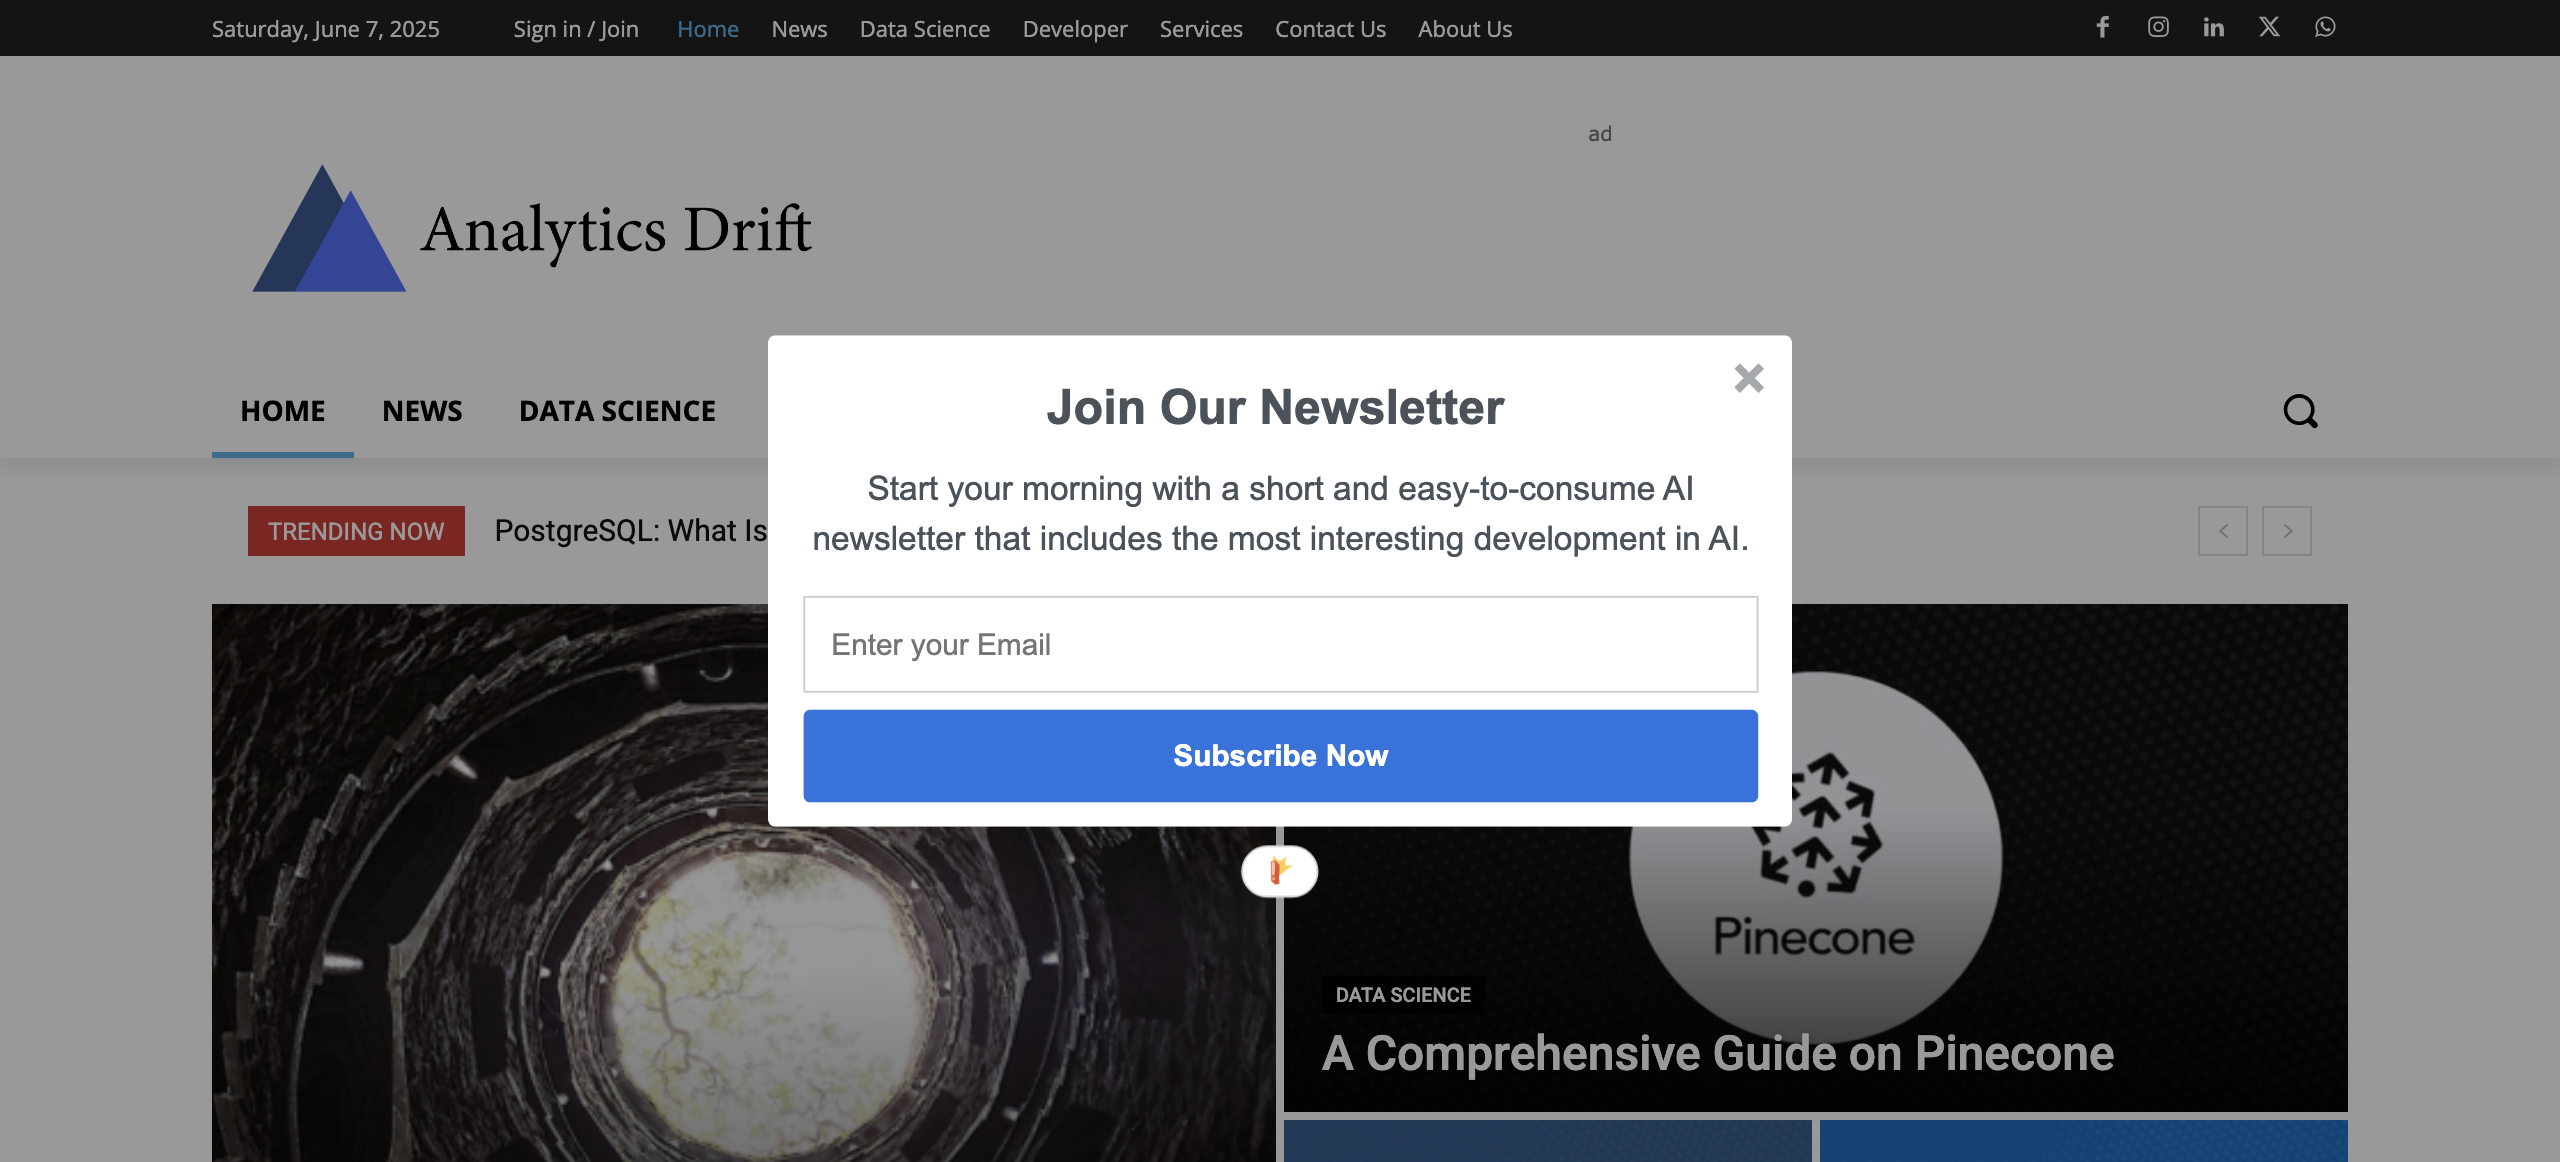 Saturday, June 7, 2025
Sign in / Join
Home
News
Data Science
Developer
Services
Contact Us
About Us
ad
Analytics Drift
HOME
NEWS
DATA SCIENCE
TRENDING NOW
PostgreSQL: What Is
Join Our Newsletter
Start your morning with a short and easy-to-consume AI
newsletter that includes the most interesting development in AI.
Enter your Email
Subscribe Now
Pinecone
DATA SCIENCE
A Comprehensive Guide on Pinecone